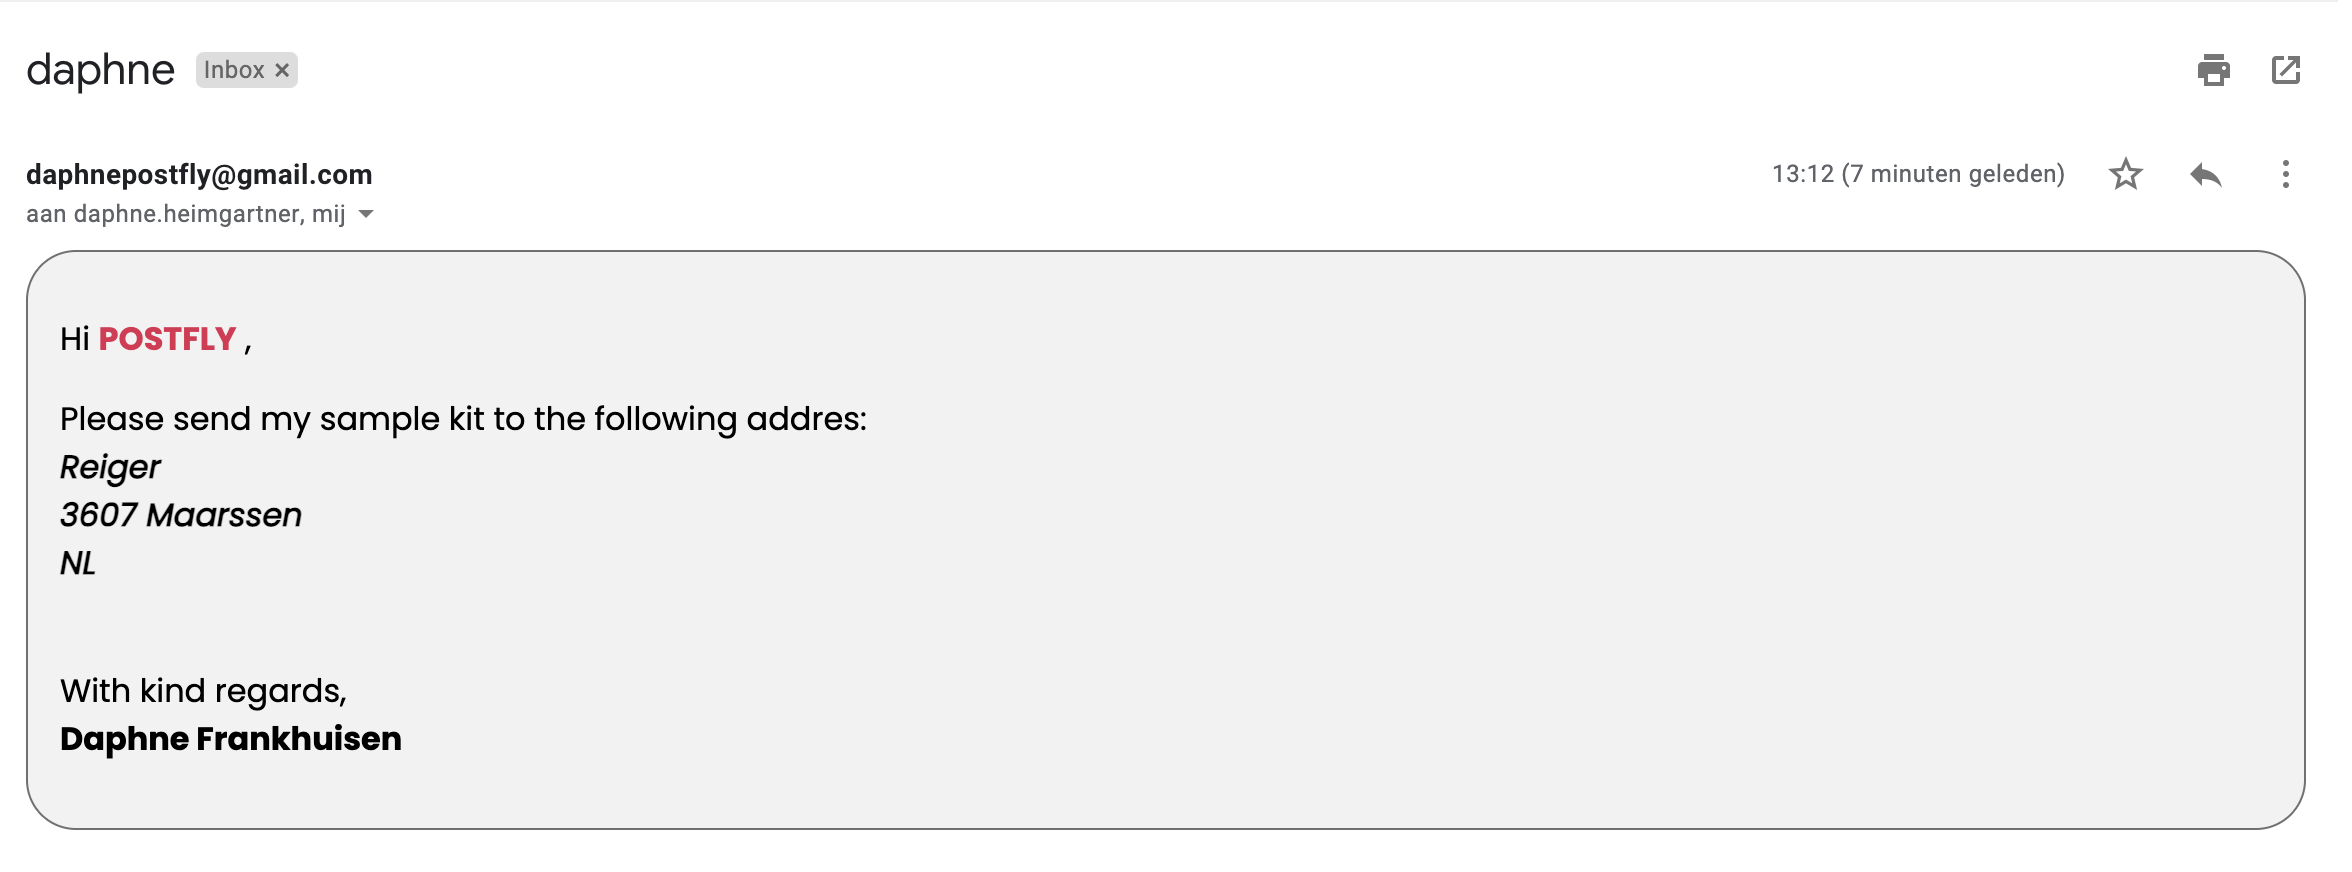 daphne Inbox ×
daphnepostfly@gmail.com 13:12 (7 minuten geleden)
aan daphne.heimgartner, mij
Hi POSTFLY ,
Please send my sample kit to the following addres:
Reiger
3607 Maarssen
NL
With kind regards,
Daphne Frankhuisen